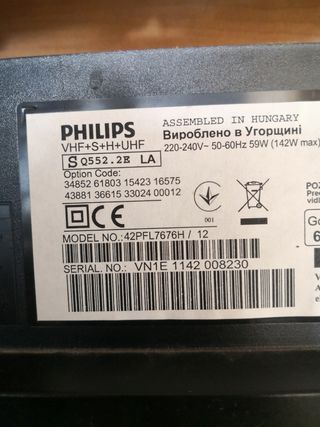 PHILIPS
VHF+S+H+UHF
S Q552.2E LA
Option Code:
34852 61803 15423 16575
43881 36615 33024 00012
ASSEMBLED IN HUNGARY
Вироблено в Угорщині
220-240V~ 50-60Hz 59W (142W max)
001
MODEL NO.: 42PFL7676H / 12
SERIAL. NO.: VN1E 1142 008230